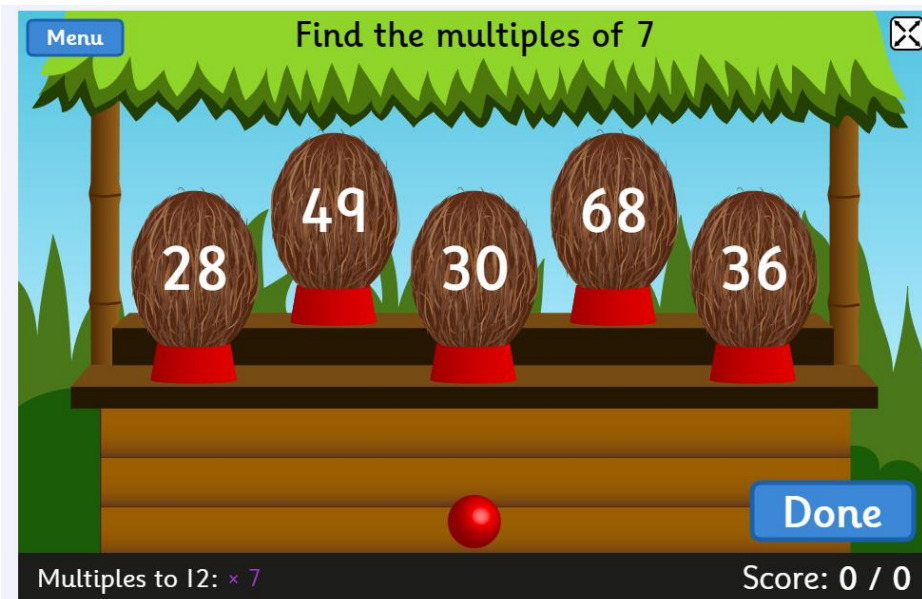 Menu
Find the multiples of 7
49
68
28
30
36
Done
Multiples to 12: × 7
Score: 0 / 0